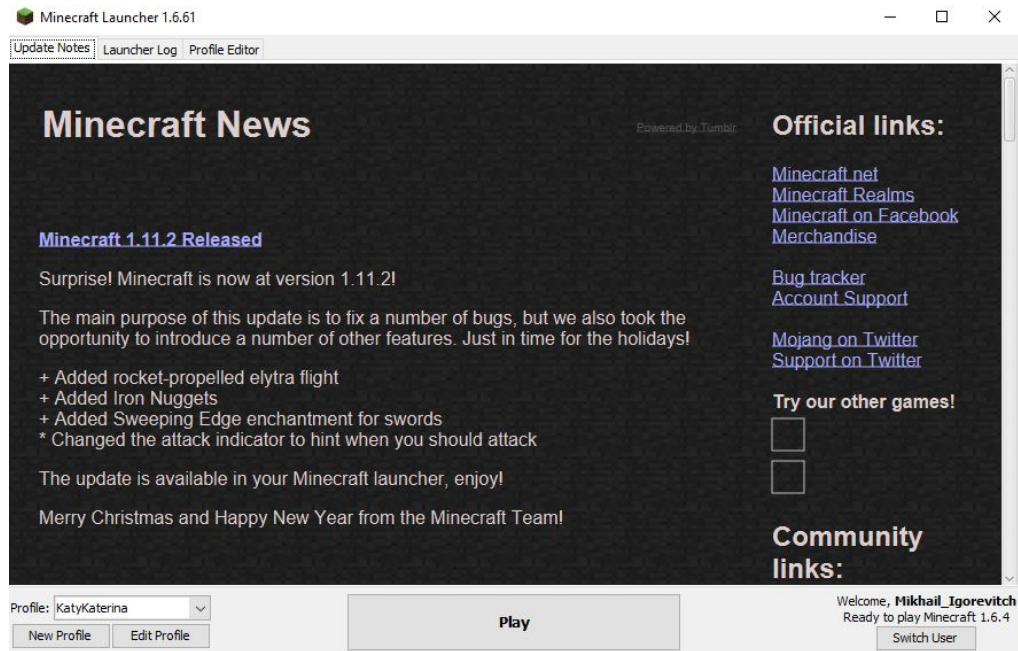 Minecraft Launcher 1.6.61
Update Notes Launcher Log Profile Editor
Minecraft News
Powered by Tumblr
Minecraft 1.11.2 Released
Surprise! Minecraft is now at version 1.11.2!
The main purpose of this update is to fix a number of bugs, but we also took the
opportunity to introduce a number of other features. Just in time for the holidays!
+ Added rocket-propelled elytra flight
+ Added Iron Nuggets
+ Added Sweeping Edge enchantment for swords
* Changed the attack indicator to hint when you should attack
The update is available in your Minecraft launcher, enjoy!
Merry Christmas and Happy New Year from the Minecraft Team!
Official links:
Minecraft.net
Minecraft Realms
Minecraft on Facebook
Merchandise
Bug tracker
Account Support
Mojang on Twitter
Support on Twitter
Try our other games!
Community
links:
Profile: KatyKaterina
New Profile Edit Profile
Play
Welcome, Mikhail_Igorevitch
Ready to play Minecraft 1.6.4
Switch User